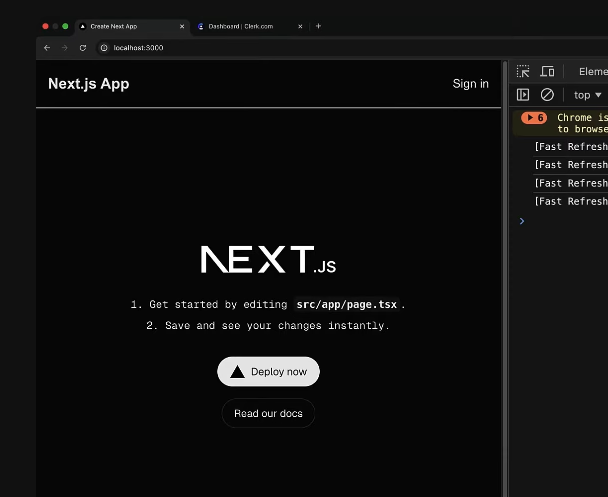 Create Next App
Dashboard | Clerk.com
localhost:3000
Next.js App
Sign in
NEXT.JS
1. Get started by editing src/app/page.tsx.
2. Save and see your changes instantly.
Deploy now
Read our docs
Eleme
top
6 Chrome is
to browse
[Fast Refresh
[Fast Refresh
[Fast Refresh
[Fast Refresh